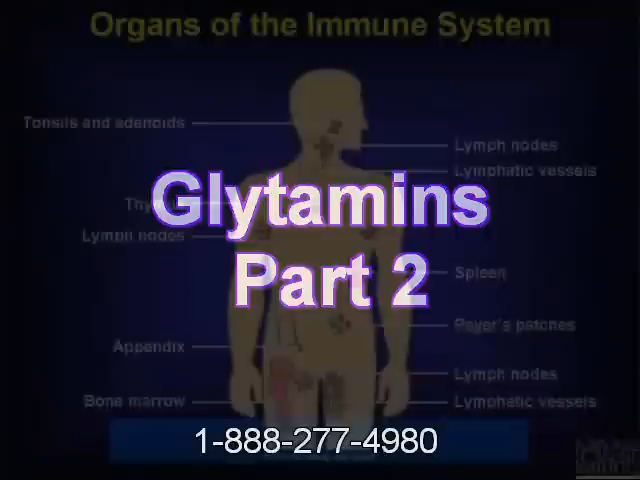 Organs of the Immune System
Tonsils and adenoids
Lymph nodes
Lymphatic vessels
Glytamins
Lymph nodes
Part 2
Spleen
Peyer's patches
Appendix
Lymph nodes
Bone marrow
Lymphatic vessels
1-888-277-4980